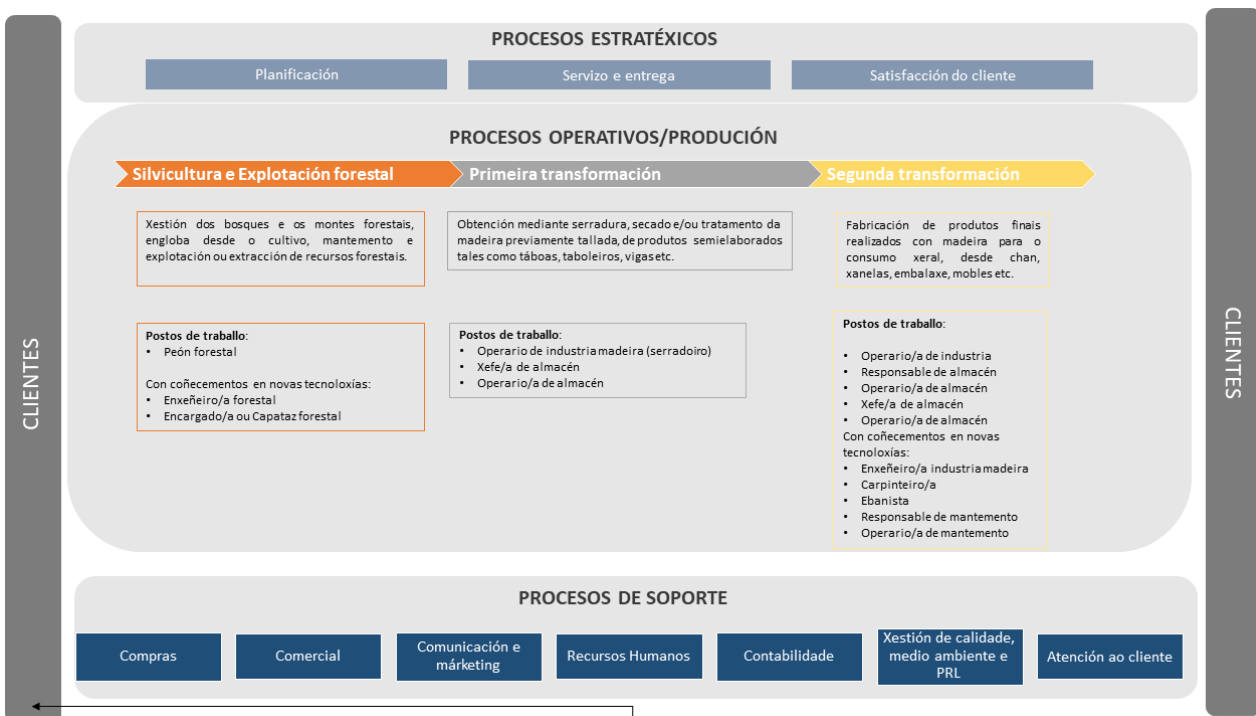 CLIENTES
PROCESOS ESTRATÉXICOS
Planificación
Servizo e entrega
Satisfacción do cliente
PROCESOS OPERATIVOS/PRODUCIÓN
Silvicultura e Explotación forestal
Primeira transformación
Segunda transformación
Xestión dos bosques e os montes forestais,
engloba desde o cultivo, mantemento e
explotación ou extracción de recursos forestais.
Obtención mediante serradura, secado e/ou tratamento da
madeira previamente tallada, de produtos semielaborados
tales como táboas, taboleiros, vigas etc.
Fabricación de produtos finais
realizados con madeira para o
consumo xeral, desde chan,
xanelas, embalaxe, mobles etc.
Postos de traballo:
• Peón forestal
Con coñecementos en novas tecnoloxías:
• Enxeñeiro/a forestal
• Encargado/a ou Capataz forestal
Postos de traballo:
• Operario de industria madeira (serradoiro)
• Xefe/a de almacén
• Operario/a de almacén
Postos de traballo:
• Operario/a de industria
• Responsable de almacén
• Operario/a de almacén
• Xefe/a de almacén
• Operario/a de almacén
Con coñecementos en novas
tecnoloxías:
• Enxeñeiro/a industria madeira
• Carpinteiro/a
• Ebanista
• Responsable de mantemento
• Operario/a de mantemento
PROCESOS DE SOPORTE
Compras
Comercial
Comunicación e
márketing
Recursos Humanos
Contabilidade
Xestión de calidade,
medio ambiente e
PRL
Atención ao cliente
CLIENTES